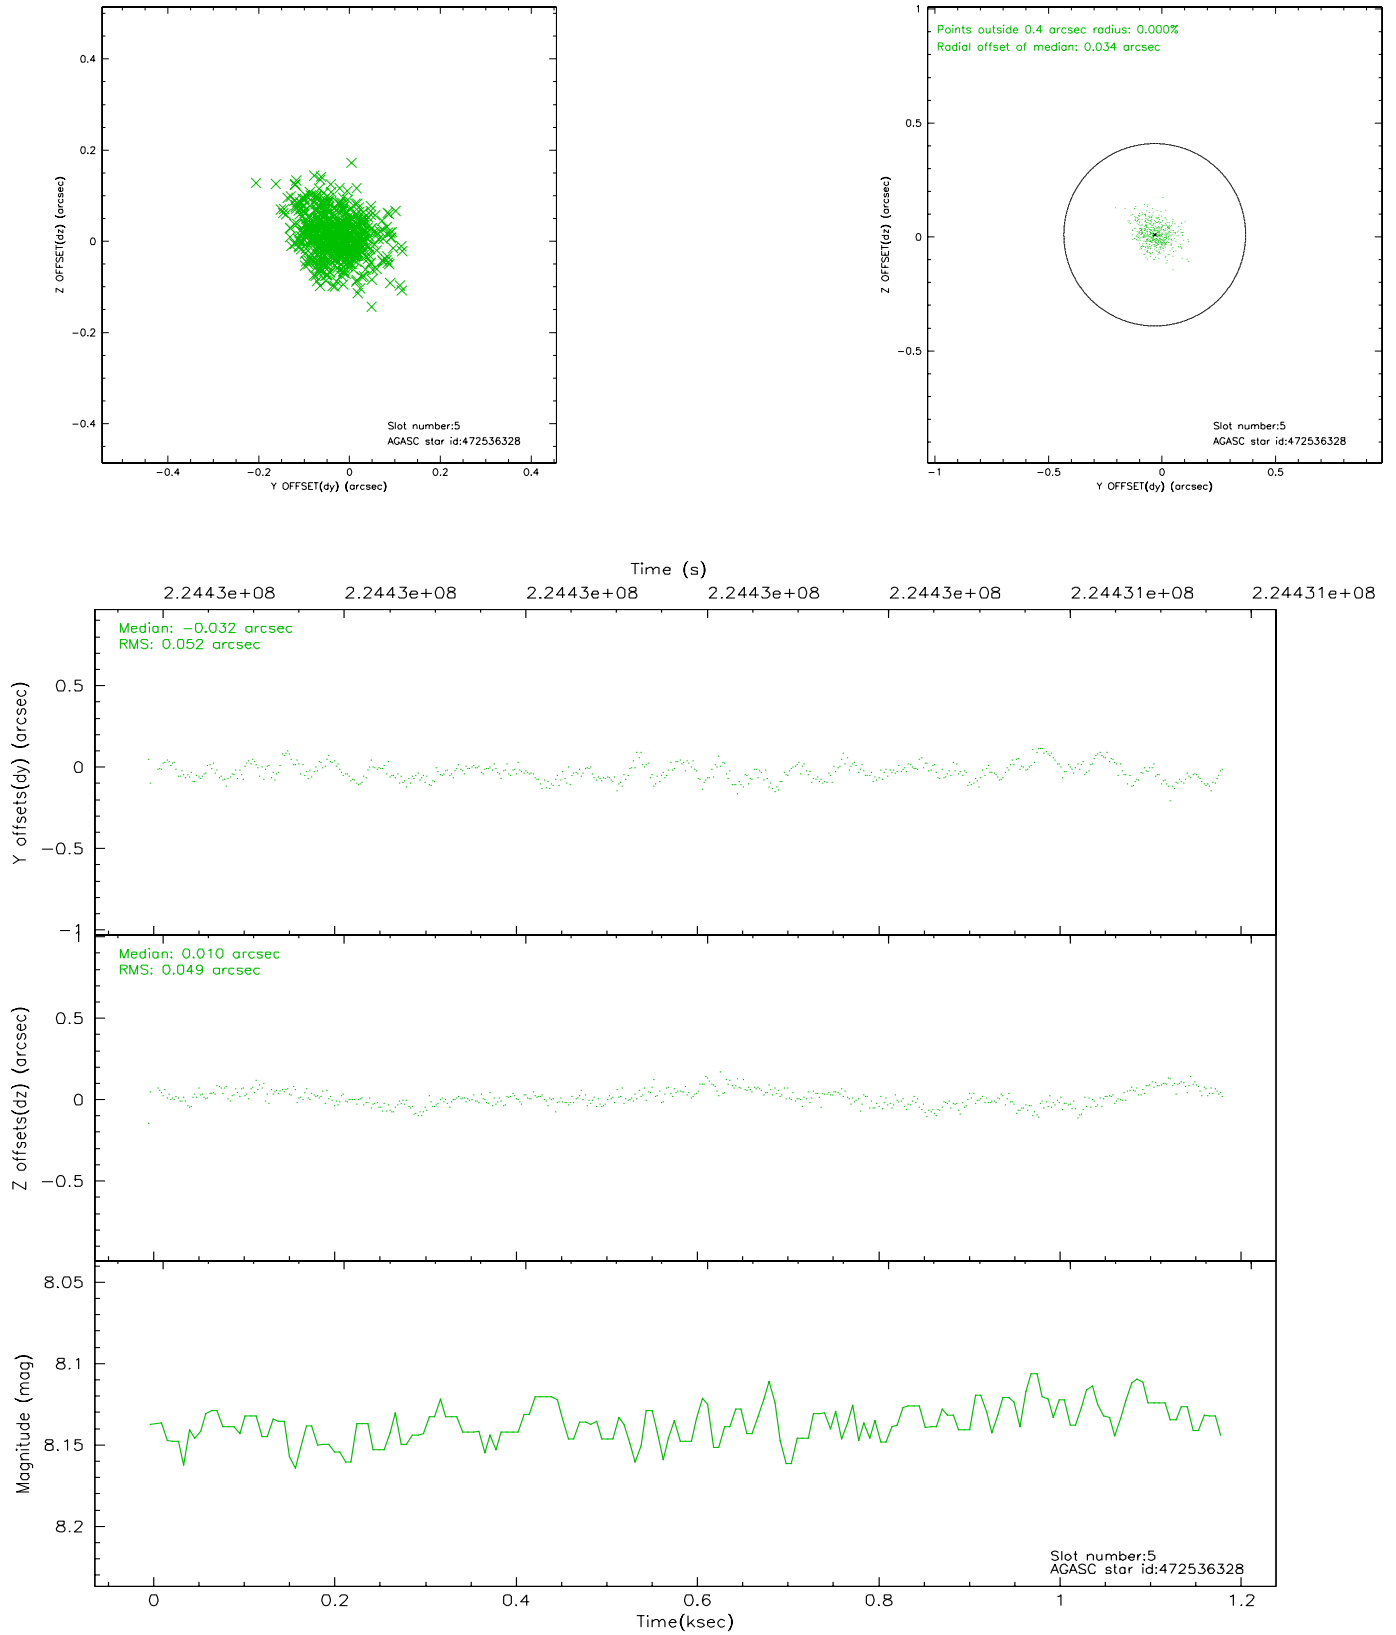 0.4
0.2
0
−0.2
−0.4
Z OFFSET(dz) (arcsec)
Slot number:5
AGASC star id:472536328
−0.4 −0.2 0 0.2 0.4
Y OFFSET(dy) (arcsec)
1
0.5
0
−0.5
Z OFFSET(dz) (arcsec)
Points outside 0.4 arcsec radius: 0.000%
Radial offset of median: 0.034 arcsec
Slot number:5
AGASC star id:472536328
−1 −0.5 0 0.5
Y OFFSET(dy) (arcsec)
Time (s)
2.2443e+08 2.2443e+08 2.2443e+08 2.2443e+08 2.2443e+08 2.24431e+08 2.24431e+08
Median: −0.032 arcsec
RMS: 0.052 arcsec
0.5
0
−0.5
−1
Y offsets(dy) (arcsec)
1
Median: 0.010 arcsec
RMS: 0.049 arcsec
0.5
0
−0.5
Z offsets(dz) (arcsec)
8.05
8.1
8.15
8.2
Magnitude (mag)
Slot number:5
AGASC star id:472536328
0 0.2 0.4 0.6 0.8 1 1.2
Time(ksec)